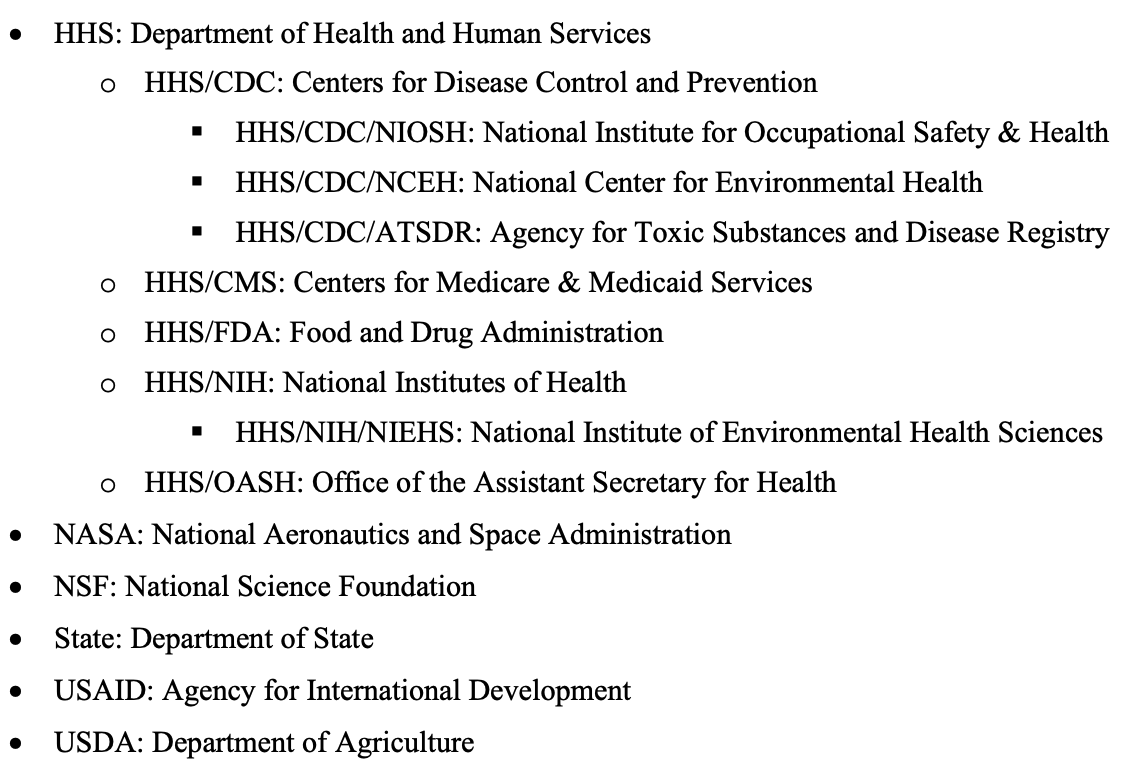 • HHS: Department of Health and Human Services
o HHS/CDC: Centers for Disease Control and Prevention
▪ HHS/CDC/NIOSH: National Institute for Occupational Safety & Health
▪ HHS/CDC/NCEH: National Center for Environmental Health
▪ HHS/CDC/ATSDR: Agency for Toxic Substances and Disease Registry
o HHS/CMS: Centers for Medicare & Medicaid Services
o HHS/FDA: Food and Drug Administration
o HHS/NIH: National Institutes of Health
▪ HHS/NIH/NIEHS: National Institute of Environmental Health Sciences
o HHS/OASH: Office of the Assistant Secretary for Health
• NASA: National Aeronautics and Space Administration
• NSF: National Science Foundation
• State: Department of State
• USAID: Agency for International Development
• USDA: Department of Agriculture